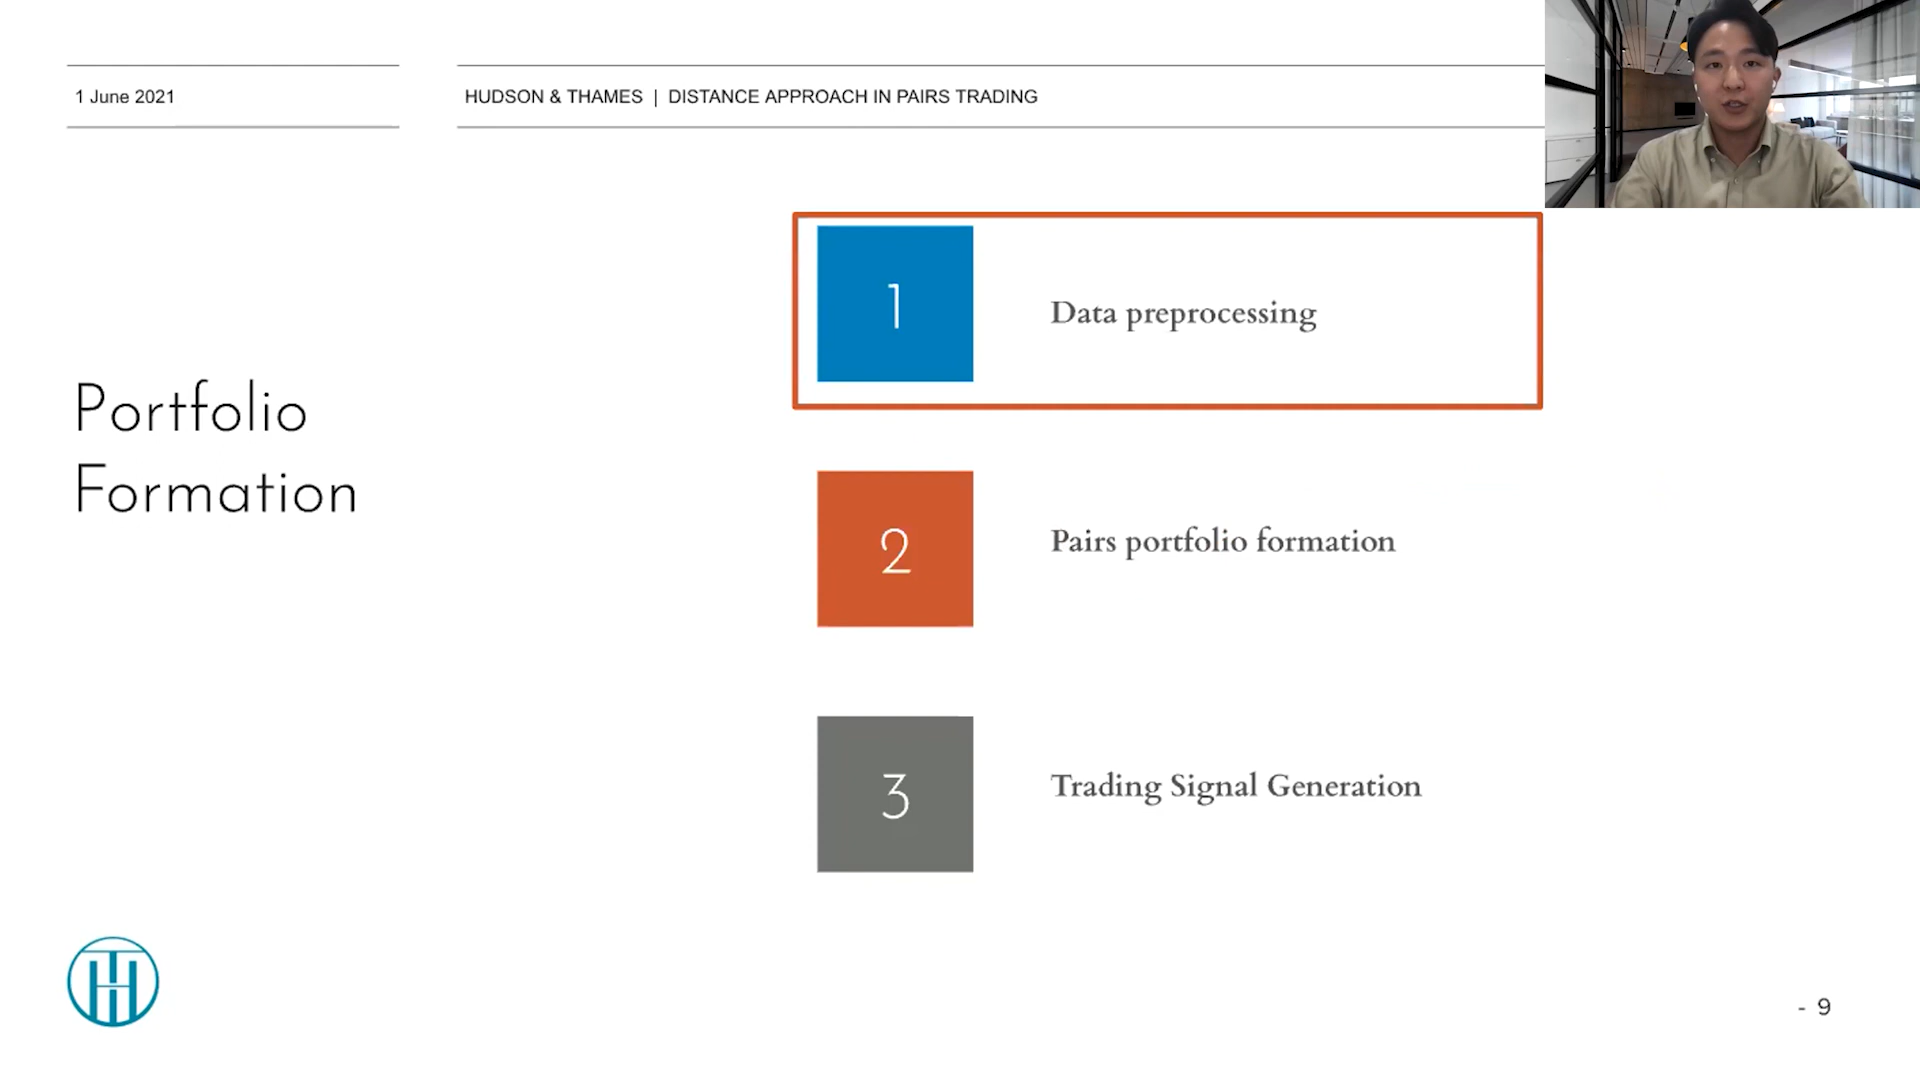 1 June 2021
HUDSON & THAMES | DISTANCE APPROACH IN PAIRS TRADING
Portfolio
Formation
1
Data preprocessing
2
Pairs portfolio formation
3
Trading Signal Generation
HT
- 9